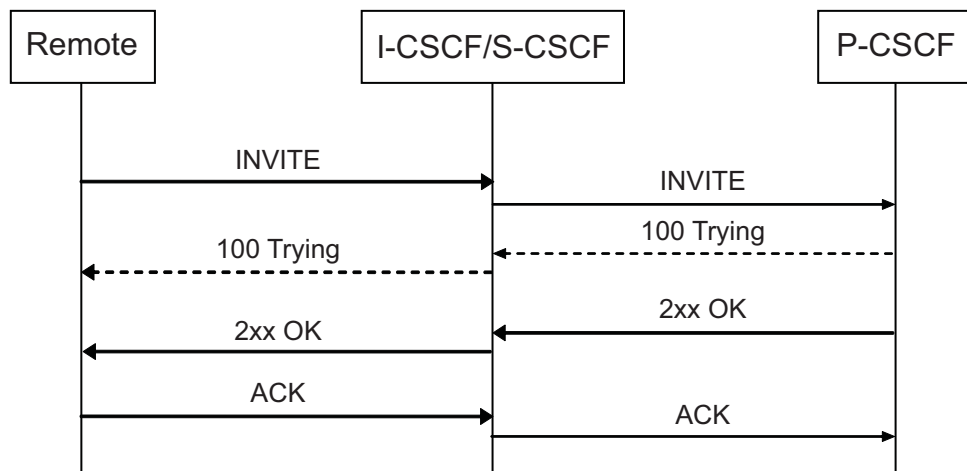 Remote
I-CSCF/S-CSCF
P-CSCF
INVITE
INVITE
100 Trying
100 Trying
2xx OK
2xx OK
ACK
ACK